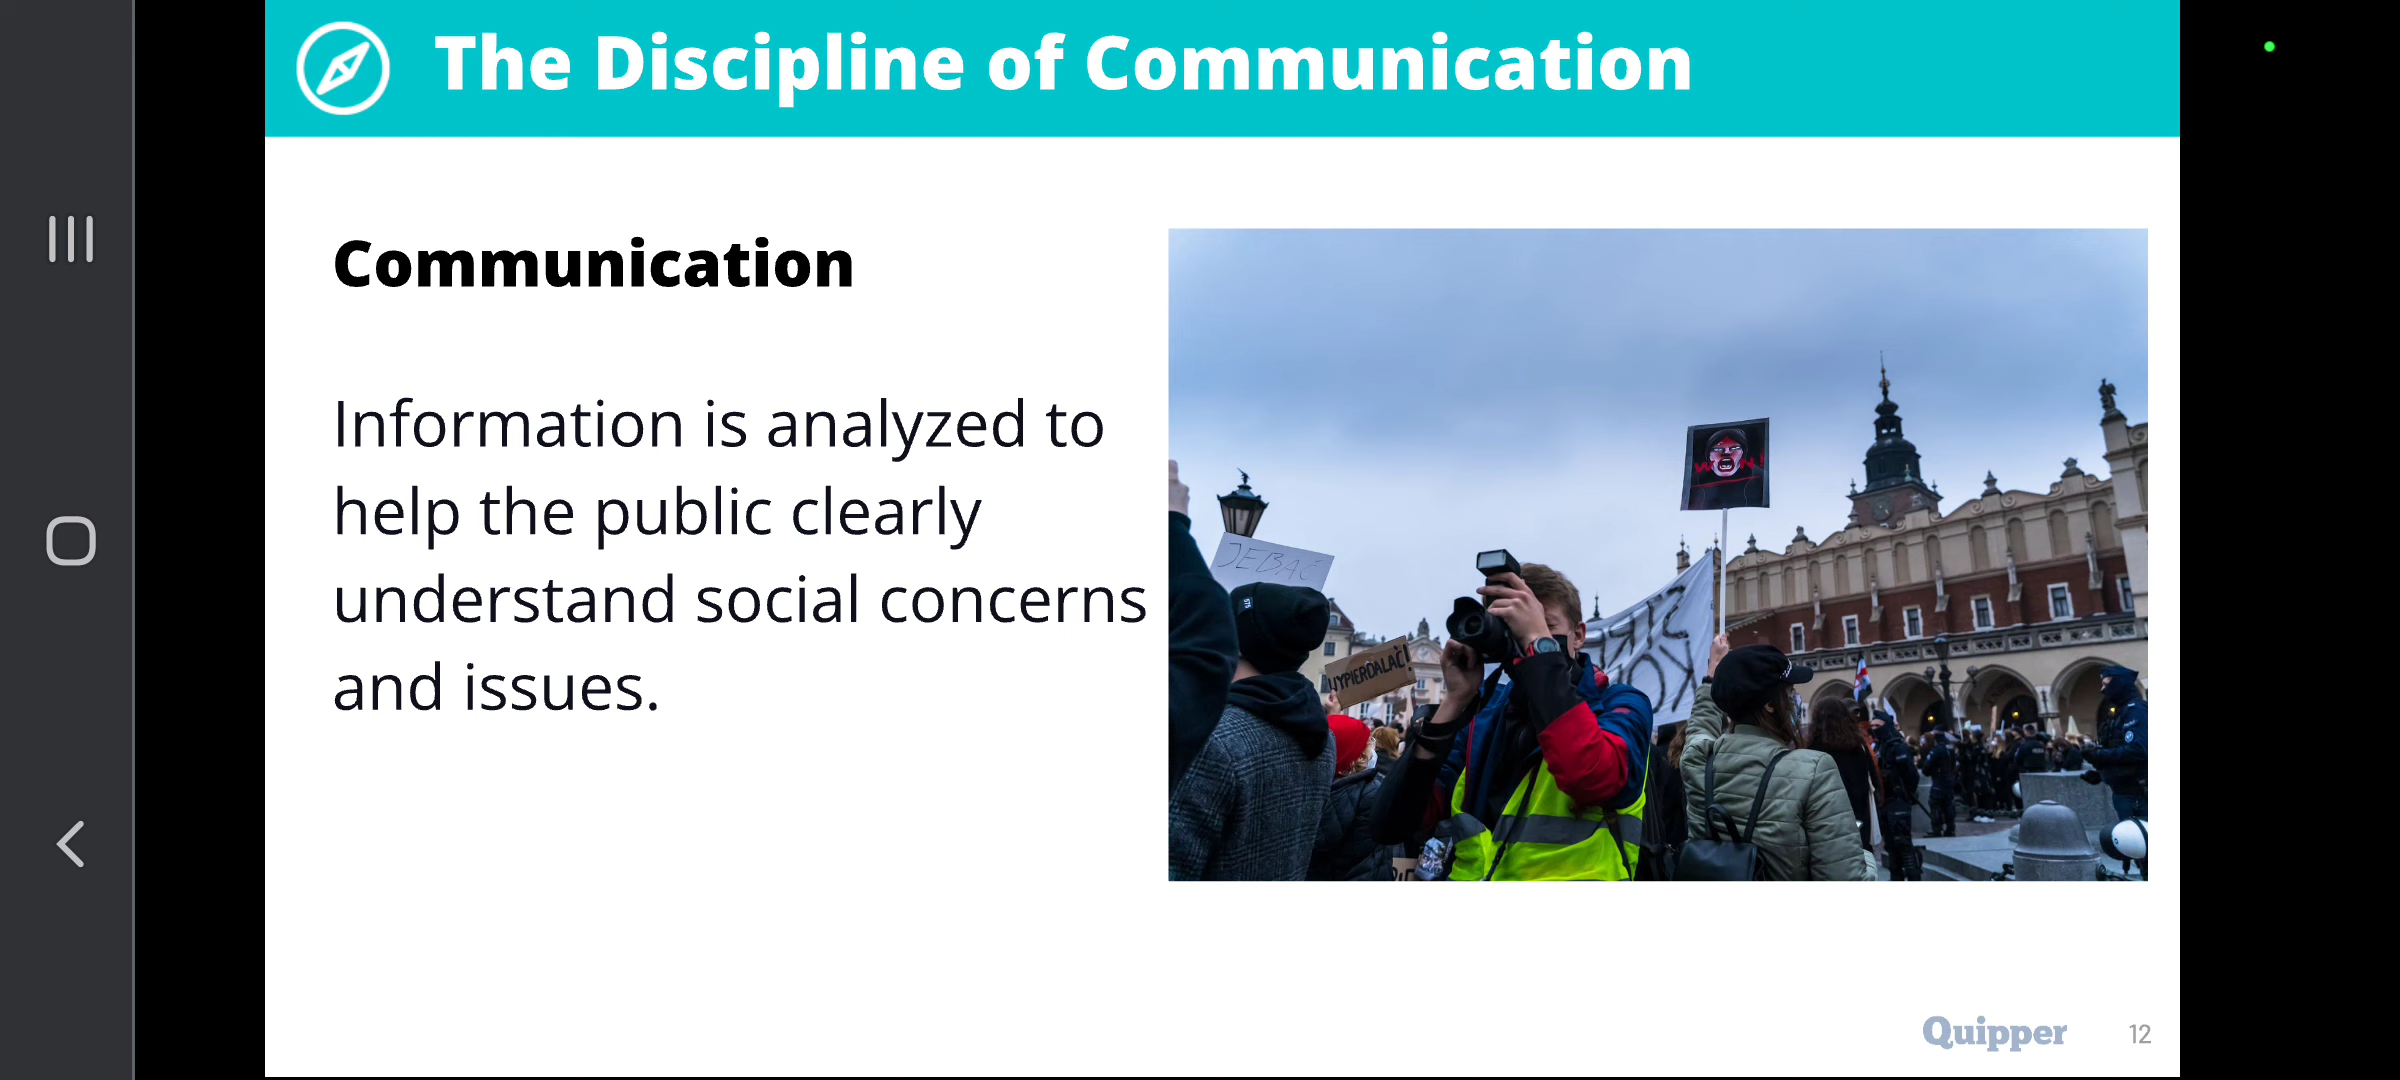 The Discipline of Communication
Communication
Information is analyzed to
help the public clearly
understand social concerns
and issues.
JEBAĆ
WYPIERDALAĆ!
Quipper
12